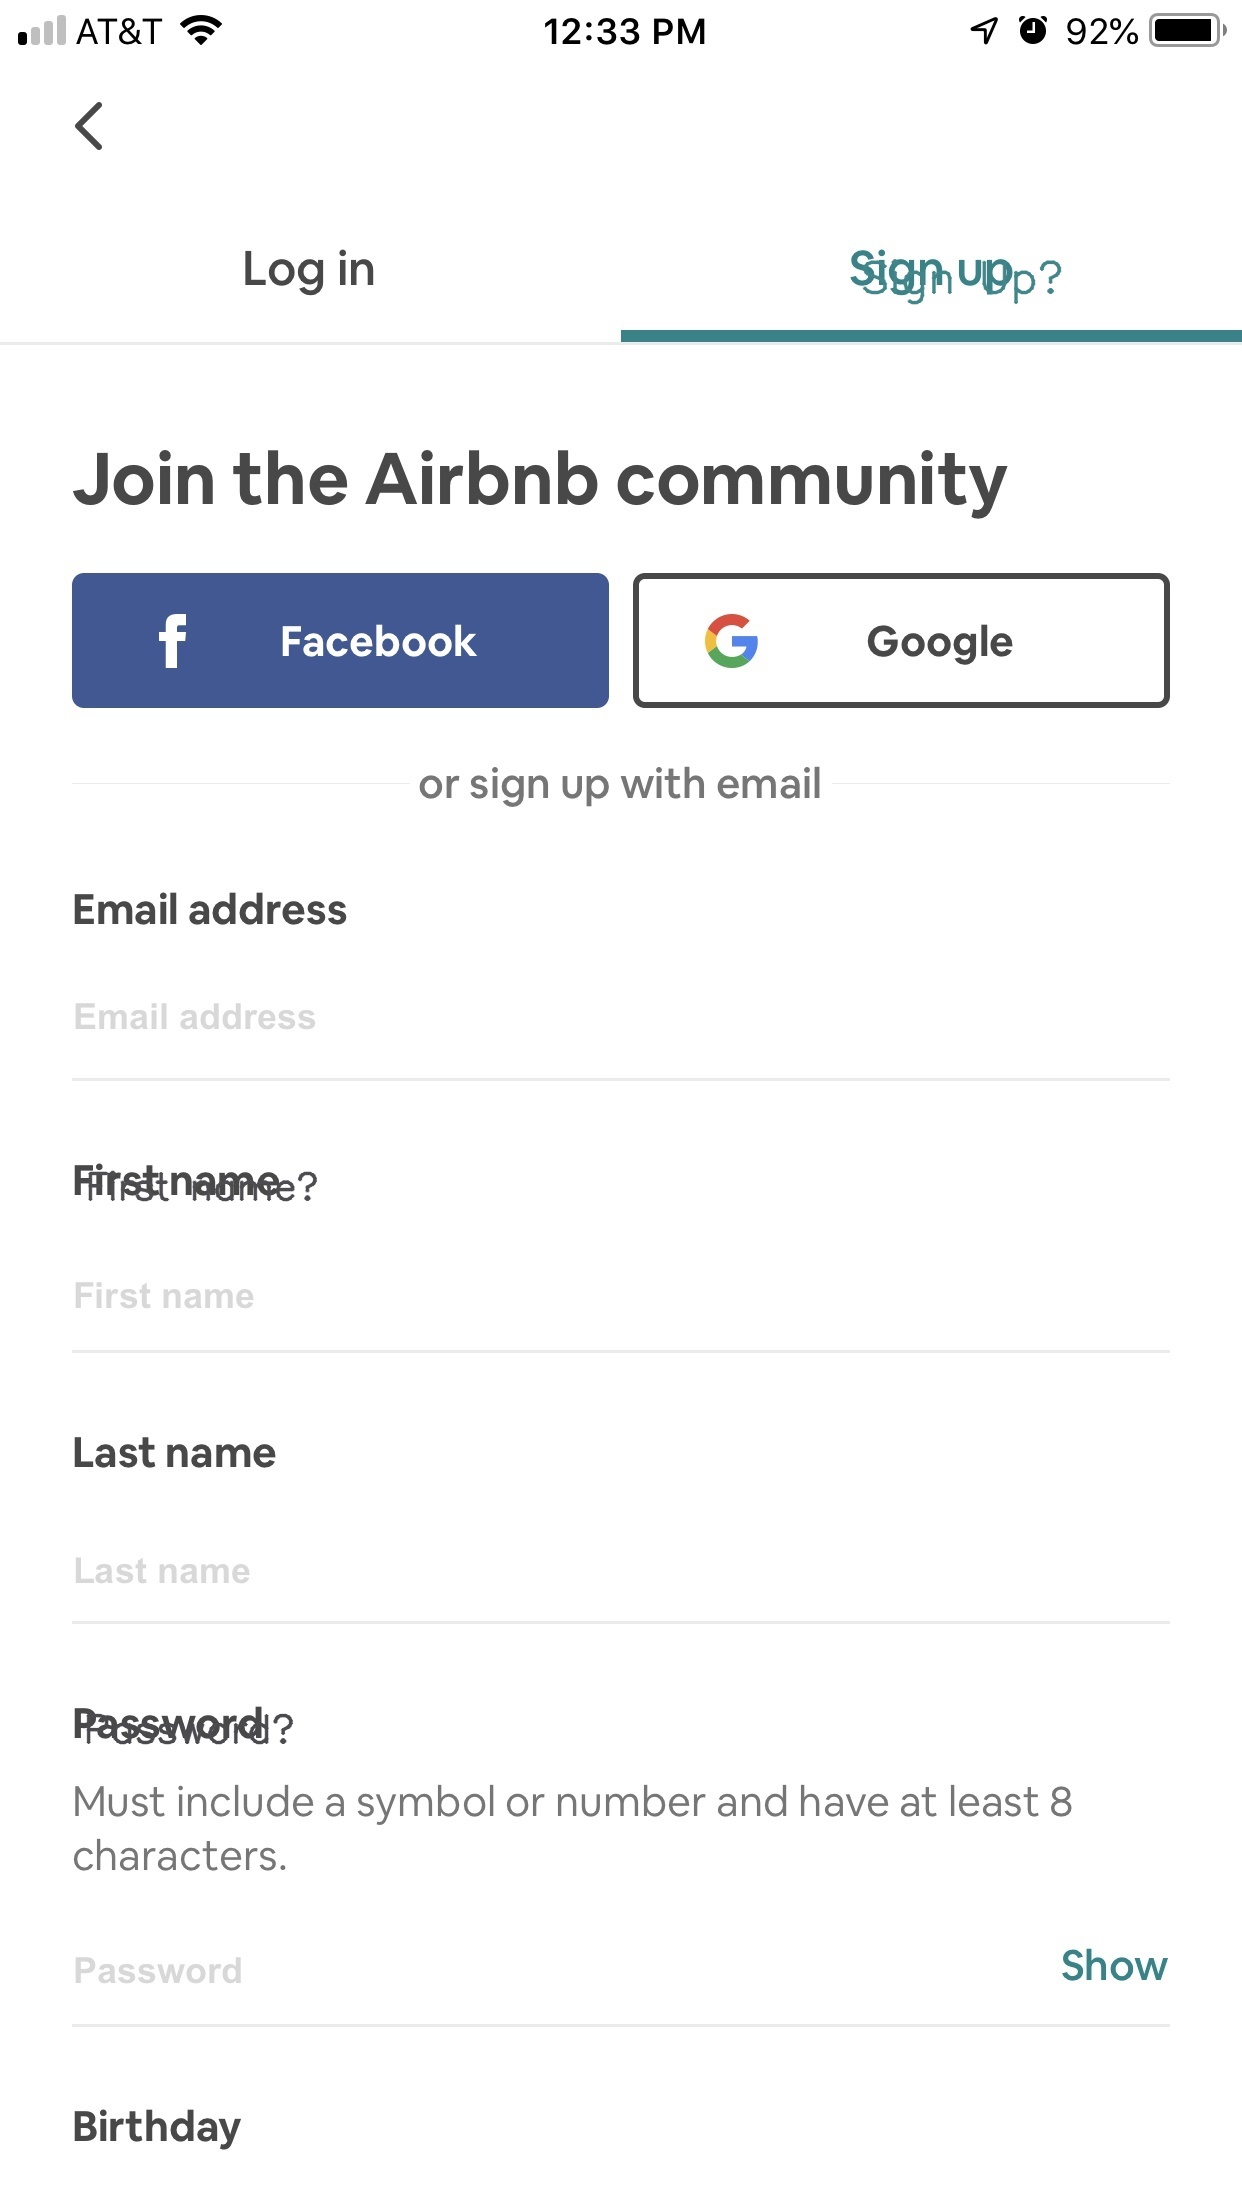 AT&T 12:33 PM 92%
Log in
Sign up
Sign up?
Join the Airbnb community
Facebook
Google
or sign up with email
Email address
Email address
First name
First name?
First name
Last name
Last name
Password
Password?
Must include a symbol or number and have at least 8
characters.
Password
Show
Birthday